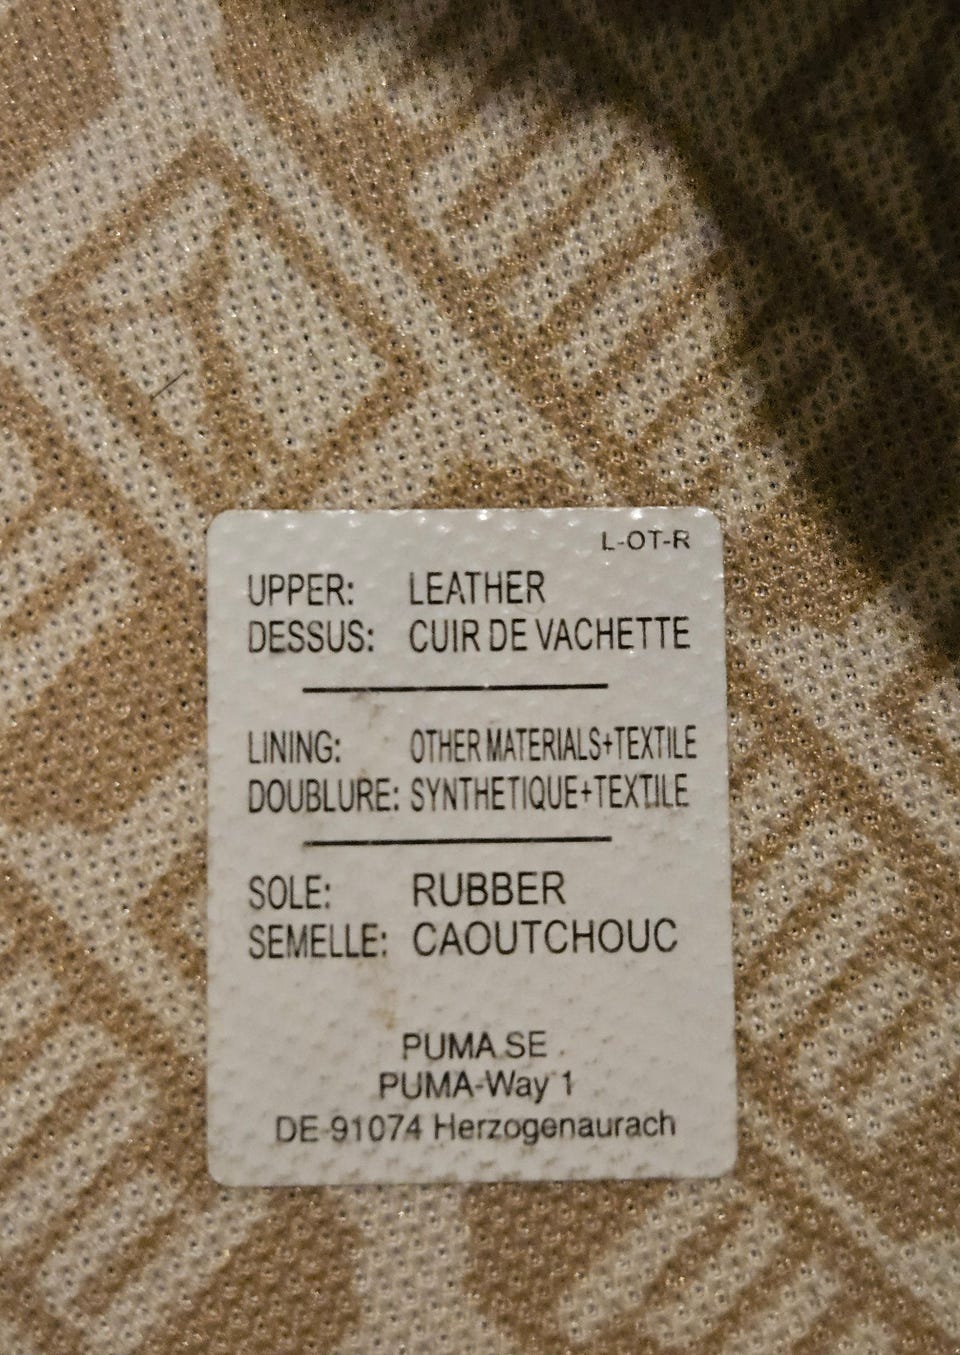 L-OT-R
UPPER: LEATHER
DESSUS: CUIR DE VACHETTE
LINING: OTHER MATERIALS+TEXTILE
DOUBLURE: SYNTHETIQUE+TEXTILE
SOLE: RUBBER
SEMELLE: CAOUTCHOUC
PUMA SE
PUMA-Way 1
DE-91074 Herzogenaurach